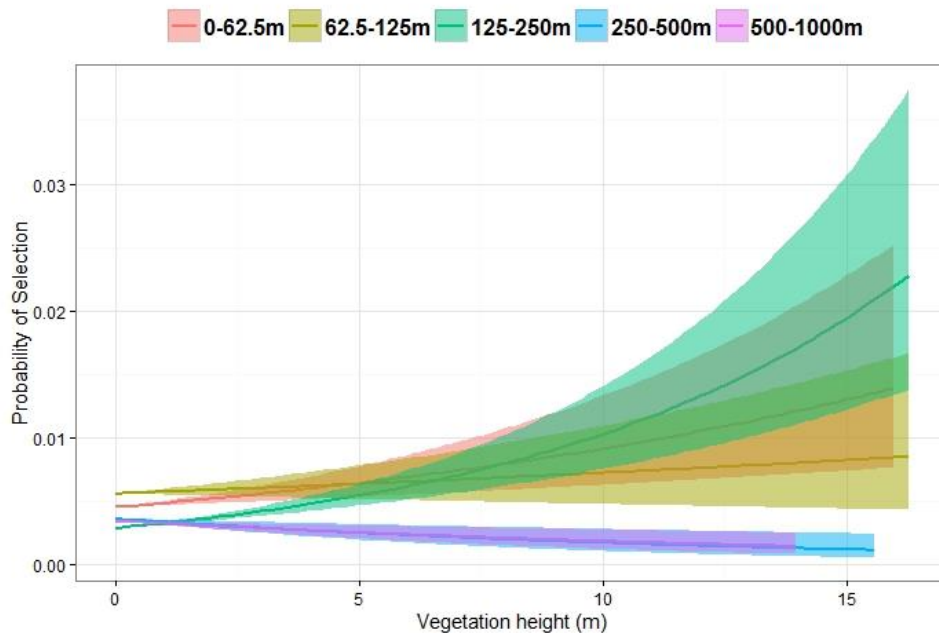 0-62.5m 62.5-125m 125-250m 250-500m 500-1000m
0.03
0.02
0.01
0.00
Probability of Selection
0 5 10 15
Vegetation height (m)